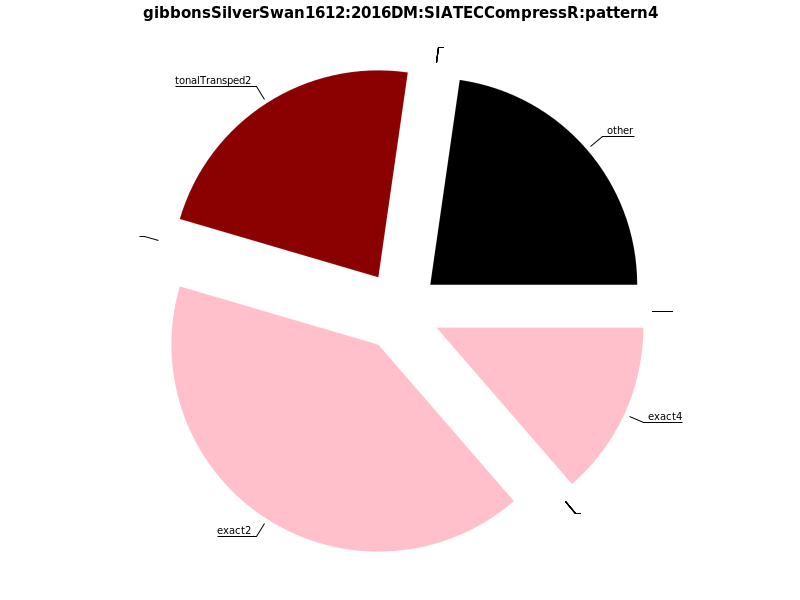 gibbonsSilverSwan1612:2016DM:SIATECCompressR:pattern4
tonalTransped2
other
exact4
exact2